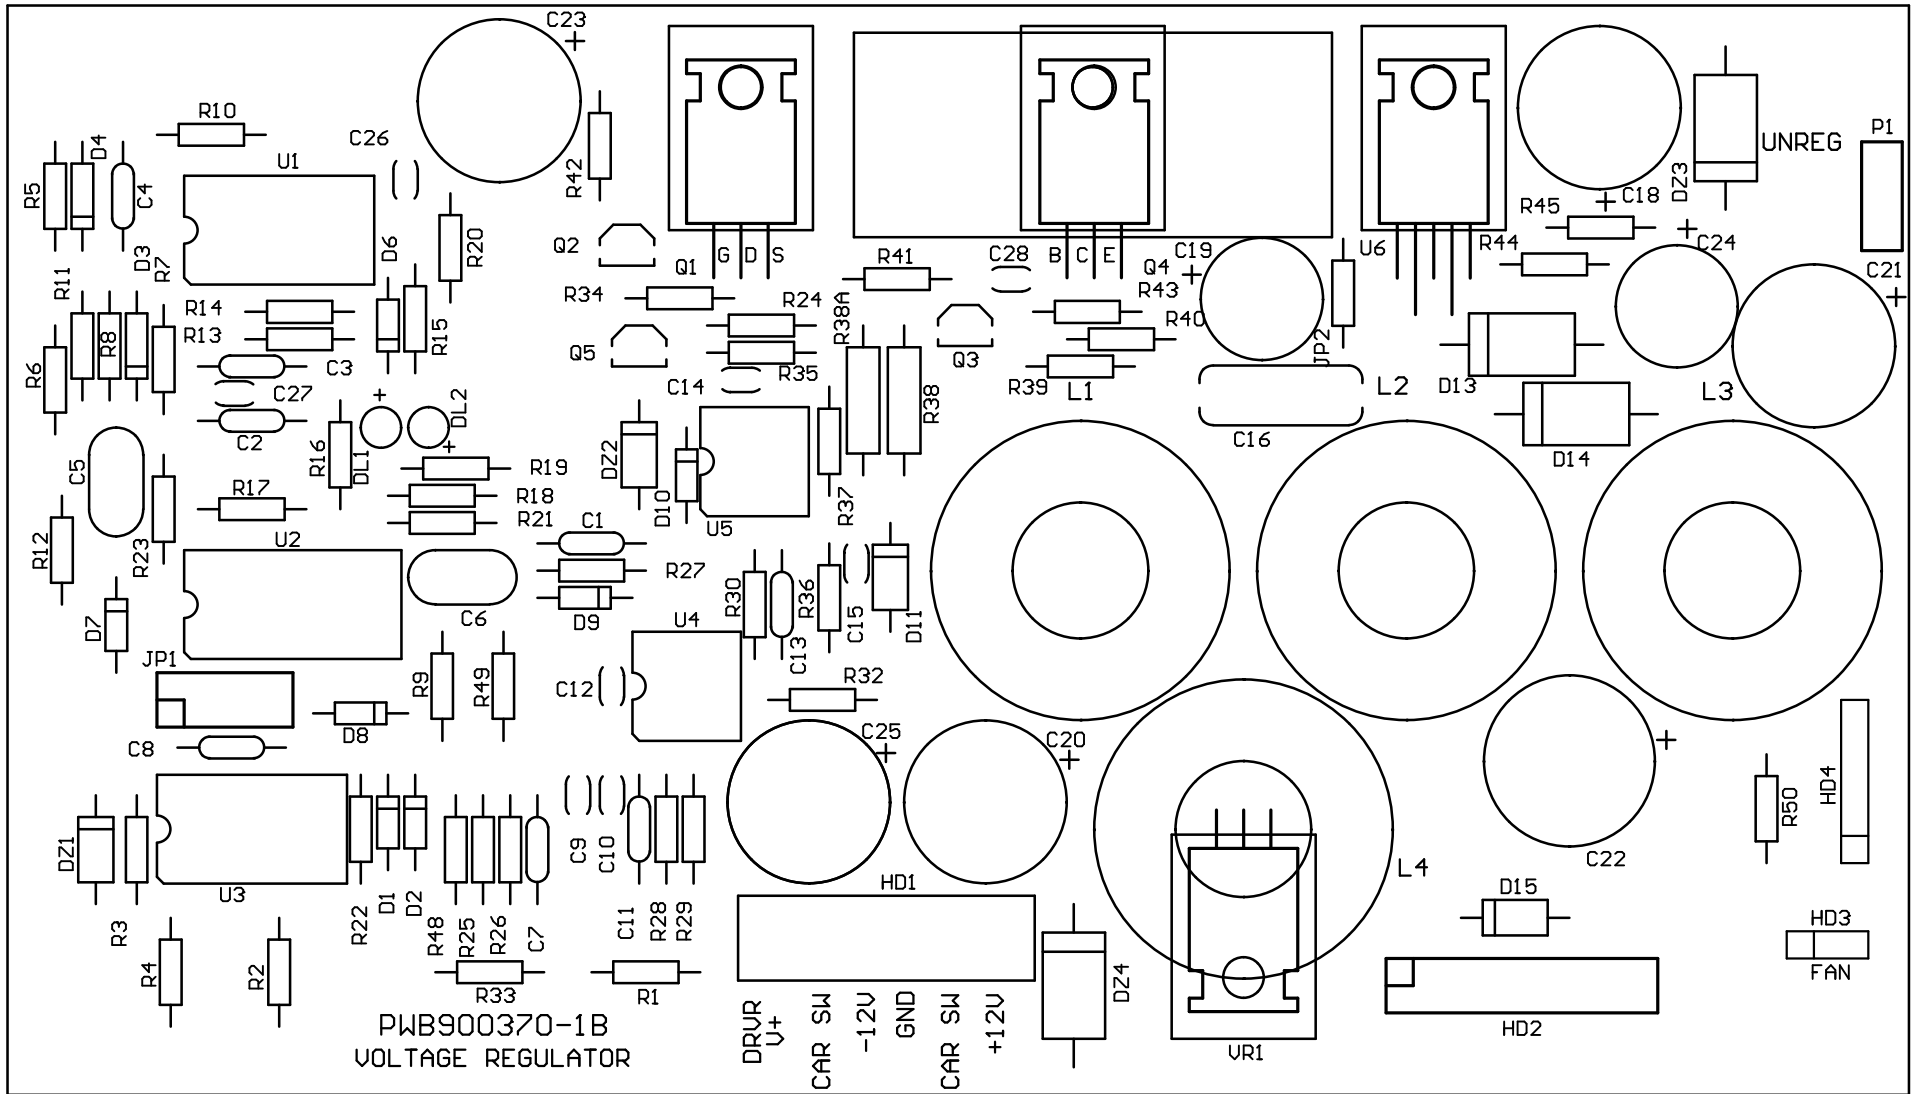 C23
R10
C26
D4
U1
R42
P1
UNREG
R5
C4
DZ3
C18
R45
D6
R20
Q2
G D S
B C E
U6
R44
C24
C19
D3
R7
R11
Q1
R41
C28
Q4
C21
R34
R24
R43
R14
R13
R38A
R40
R15
R8
Q5
Q3
JP2
R6
C3
R35
R39
L1
L2
D13
L3
C27
C14
R38
DL2
C2
C16
C5
R16
DL1
R19
DZ2
D14
R17
R18
D10
R37
R12
R23
U2
R21
C1
U5
R27
R30
R36
C15
D11
D7
C6
D9
U4
C13
JP1
R9
R49
C12
R32
D8
C8
C25
C20
R50
HD4
DZ1
C9
C10
C22
L4
U3
D1
D2
HD1
D15
R3
R22
R48
R25
R26
C7
C11
R28
R29
HD3
R4
R2
R33
R1
DZ4
FAN
PWB900370-1B
VOLTAGE REGULATOR
DRVR
V+
CAR SW
-12V
GND
CAR SW
+12V
VR1
HD2